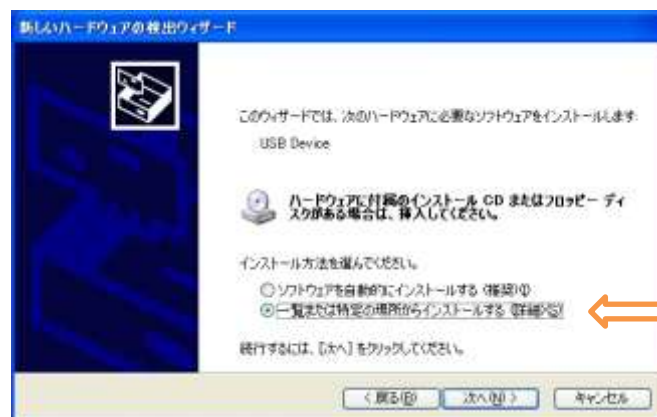 新しいハードウェアの検出ウィザード
このウィザードでは、次のハードウェアに必要なソフトウェアをインストールします:
USB Device
ハードウェアに付属のインストール CD またはフロッピー ディ
スクがある場合は、挿入してください。
インストール方法を選んでください。
ソフトウェアを自動的にインストールする (推奨)(I)
一覧または特定の場所からインストールする (詳細)(S)
続行するには、[次へ] をクリックしてください。
< 戻る(B) 次へ(N) > キャンセル